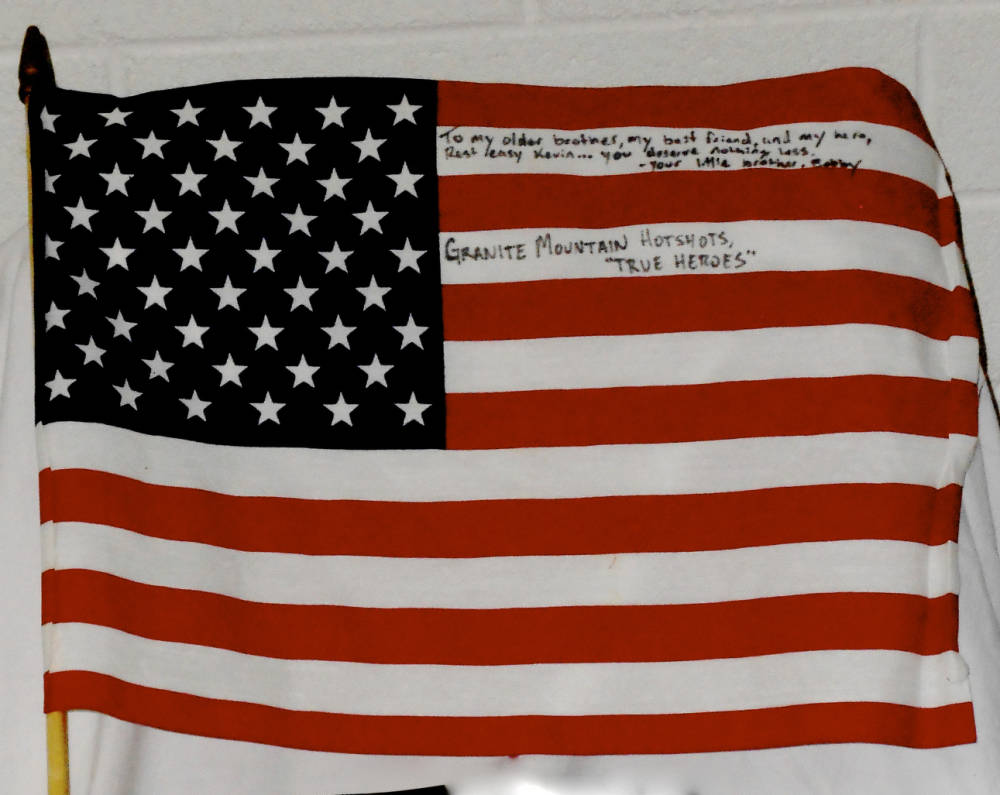 To my older brother, my best friend, and my hero,
Rest easy Kevin... you deserve nothing less.
- your little brother, Robby
GRANITE MOUNTAIN HOTSHOTS,
"TRUE HEROES"